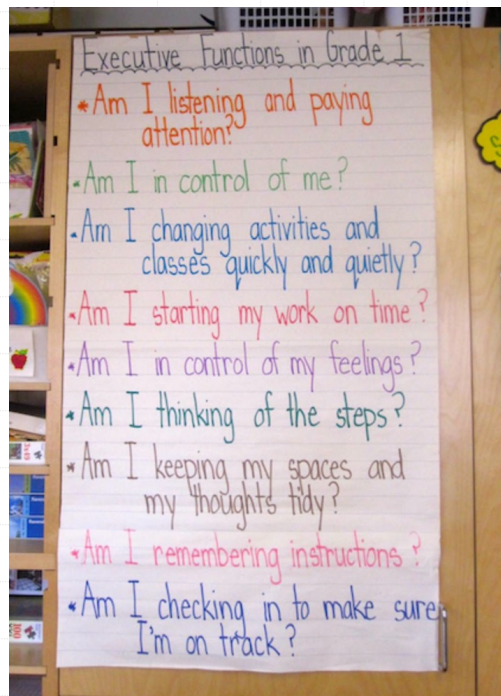 Executive Functions in Grade 1
* Am I listening and paying
attention?
* Am I in control of me?
* Am I changing activities and
classes quickly and quietly?
* Am I starting my work on time?
* Am I in control of my feelings?
* Am I thinking of the steps?
* Am I keeping my spaces and
my thoughts tidy?
* Am I remembering instructions?
* Am I checking in to make sure
I'm on track?